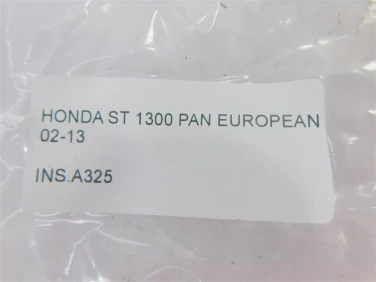 HONDA ST 1300 PAN EUROPEAN
02-13
INS.A325